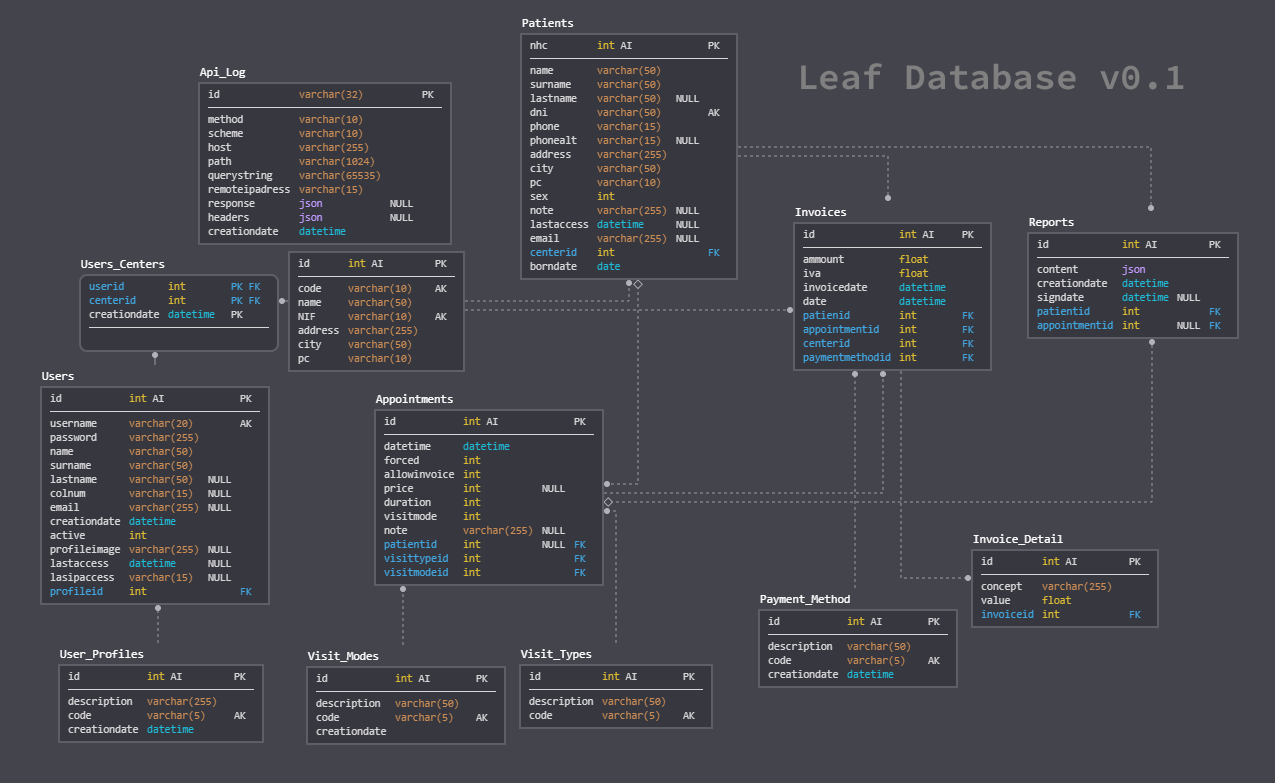 Leaf Database v0.1
Patients
nhc int AI PK
name varchar(50)
surname varchar(50)
lastname varchar(50) NULL
dni varchar(50) AK
phone varchar(15)
phonealt varchar(15) NULL
address varchar(255)
city varchar(50)
pc varchar(10)
sex int
note varchar(255) NULL
lastaccess datetime NULL
email varchar(255) NULL
centerid int FK
borndate date
Api_Log
id varchar(32) PK
method varchar(10)
scheme varchar(10)
host varchar(255)
path varchar(1024)
querystring varchar(65535)
remoteipadress varchar(15)
response json NULL
headers json NULL
creationdate datetime
Invoices
id int AI PK
ammount float
iva float
invoicedate datetime
date datetime
patienid int FK
appointmentid int FK
centerid int FK
paymentmethodid int FK
Reports
id int AI PK
content json
creationdate datetime
signdate datetime NULL
patientid int FK
appointmentid int NULL FK
Users_Centers
userid int PK FK
centerid int PK FK
creationdate datetime PK
id int AI PK
code varchar(10) AK
name varchar(50)
NIF varchar(10) AK
address varchar(255)
city varchar(50)
pc varchar(10)
Users
id int AI PK
username varchar(20) AK
password varchar(255)
name varchar(50)
surname varchar(50)
lastname varchar(50) NULL
colnum varchar(15) NULL
email varchar(255) NULL
creationdate datetime
active int
profileimage varchar(255) NULL
lastaccess datetime NULL
lasipaccess varchar(15) NULL
profileid int FK
Appointments
id int AI PK
datetime datetime
forced int
allowinvoice int
price int NULL
duration int
visitmode int
note varchar(255) NULL
patientid int NULL FK
visittypeid int FK
visitmodeid int FK
Invoice_Detail
id int AI PK
concept varchar(255)
value float
invoiceid int FK
Payment_Method
id int AI PK
description varchar(50)
code varchar(5) AK
creationdate datetime
User_Profiles
id int AI PK
description varchar(255)
code varchar(5) AK
creationdate datetime
Visit_Modes
id int AI PK
description varchar(50)
code varchar(5) AK
creationdate
Visit_Types
id int AI PK
description varchar(50)
code varchar(5) AK